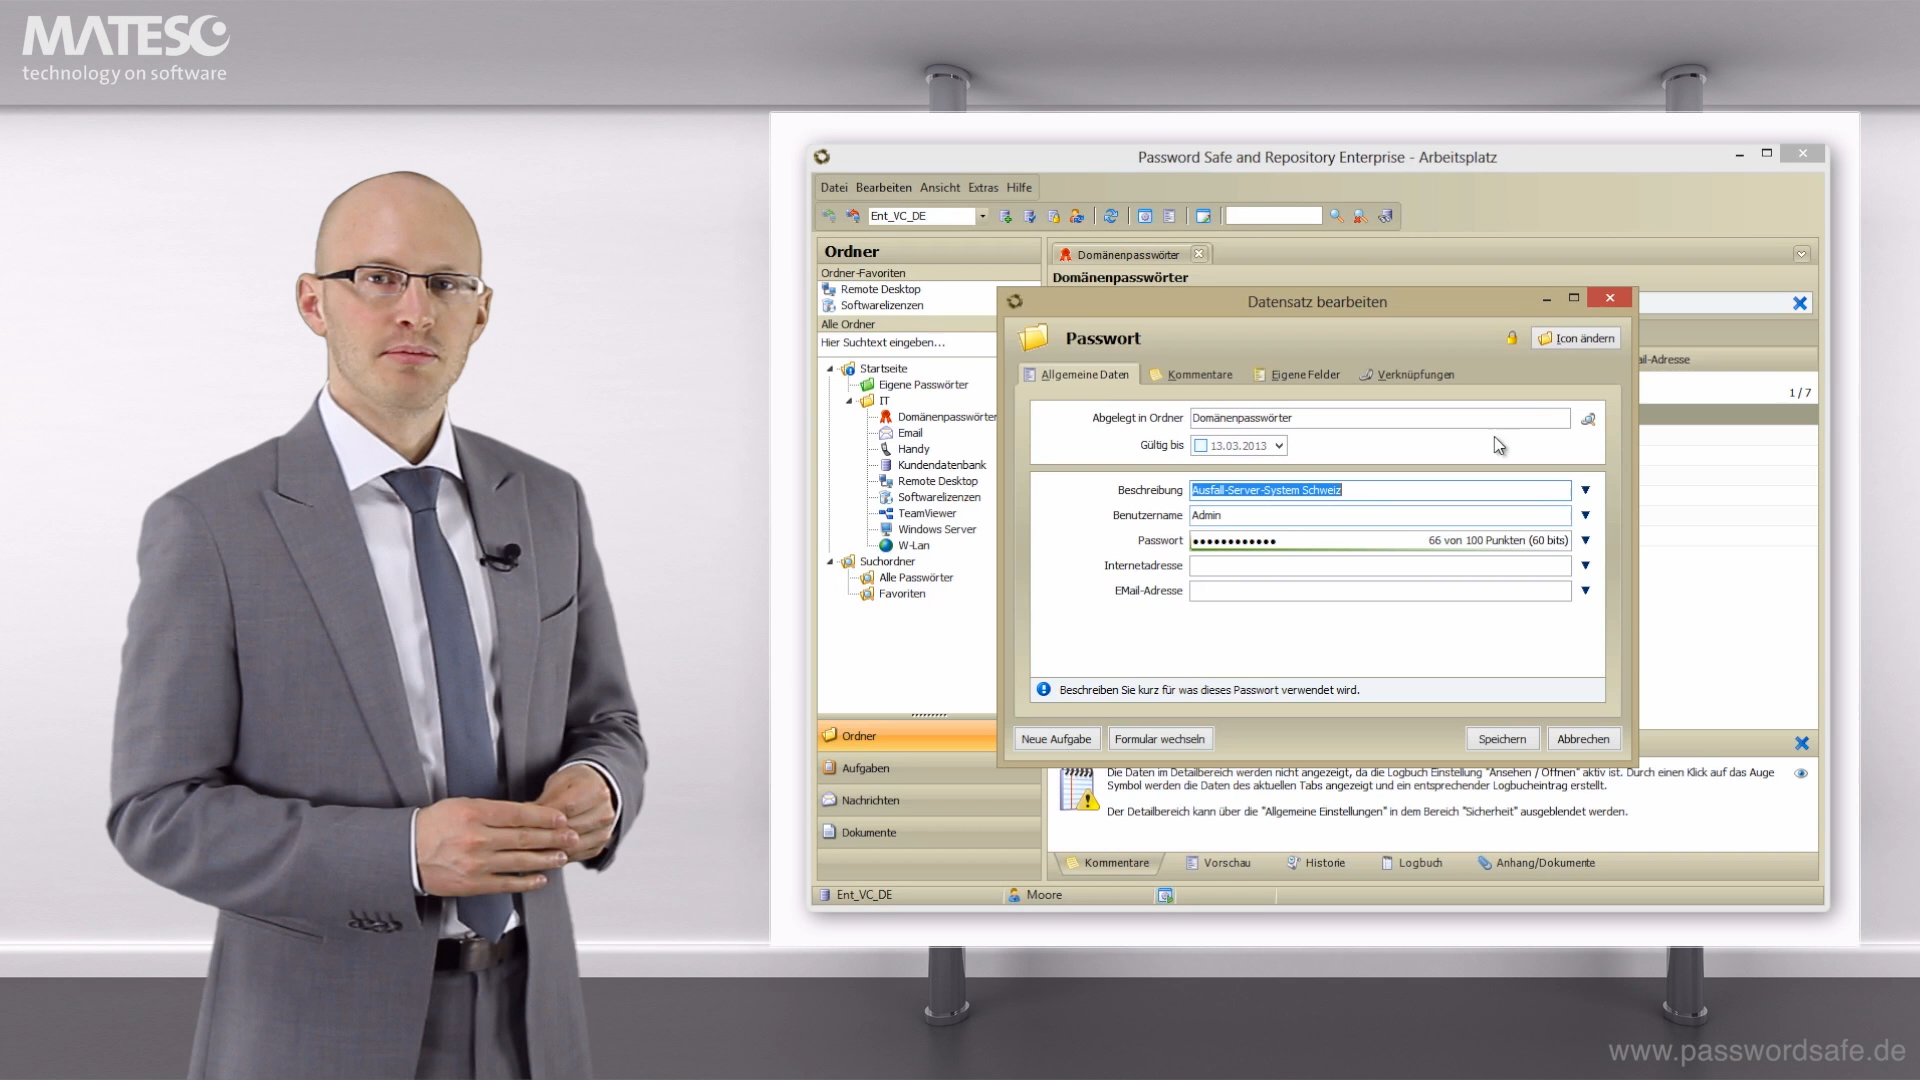 MATESO
technology on software
Password Safe and Repository Enterprise - Arbeitsplatz
Datei Bearbeiten Ansicht Extras Hilfe
Ent_VC_DE
Ordner
Ordner-Favoriten
Remote Desktop
Softwarelizenzen
Alle Ordner
Hier Suchtext eingeben...
Startseite
Eigene Passwörter
IT
Domänenpasswörter
Email
Handy
Kundendatenbank
Remote Desktop
Softwarelizenzen
TeamViewer
Windows Server
W-Lan
Suchordner
Alle Passwörter
Favoriten
Ordner
Aufgaben
Nachrichten
Dokumente
Domänenpasswörter
Domänenpasswörter
il-Adresse
1 / 7
Datensatz bearbeiten
Passwort
Icon ändern
Allgemeine Daten Kommentare Eigene Felder Verknüpfungen
Abgelegt in Ordner Domänenpasswörter
Gültig bis 13.03.2013
Beschreibung Ausfall-Server-System Schweiz
Benutzername Admin
Passwort ●●●●●●●●●●●● 66 von 100 Punkten (60 bits)
Internetadresse
EMail-Adresse
Beschreiben Sie kurz für was dieses Passwort verwendet wird.
Neue Aufgabe Formular wechseln Speichern Abbrechen
Die Daten im Detailbereich werden nicht angezeigt, da die Logbuch Einstellung "Ansehen / Öffnen" aktiv ist. Durch einen Klick auf das Auge
Symbol werden die Daten des aktuellen Tabs angezeigt und ein entsprechender Logbucheintrag erstellt.
Der Detailbereich kann über die "Allgemeine Einstellungen" in dem Bereich "Sicherheit" ausgeblendet werden.
Kommentare Vorschau Historie Logbuch Anhang/Dokumente
Ent_VC_DE Moore
www.passwordsafe.de